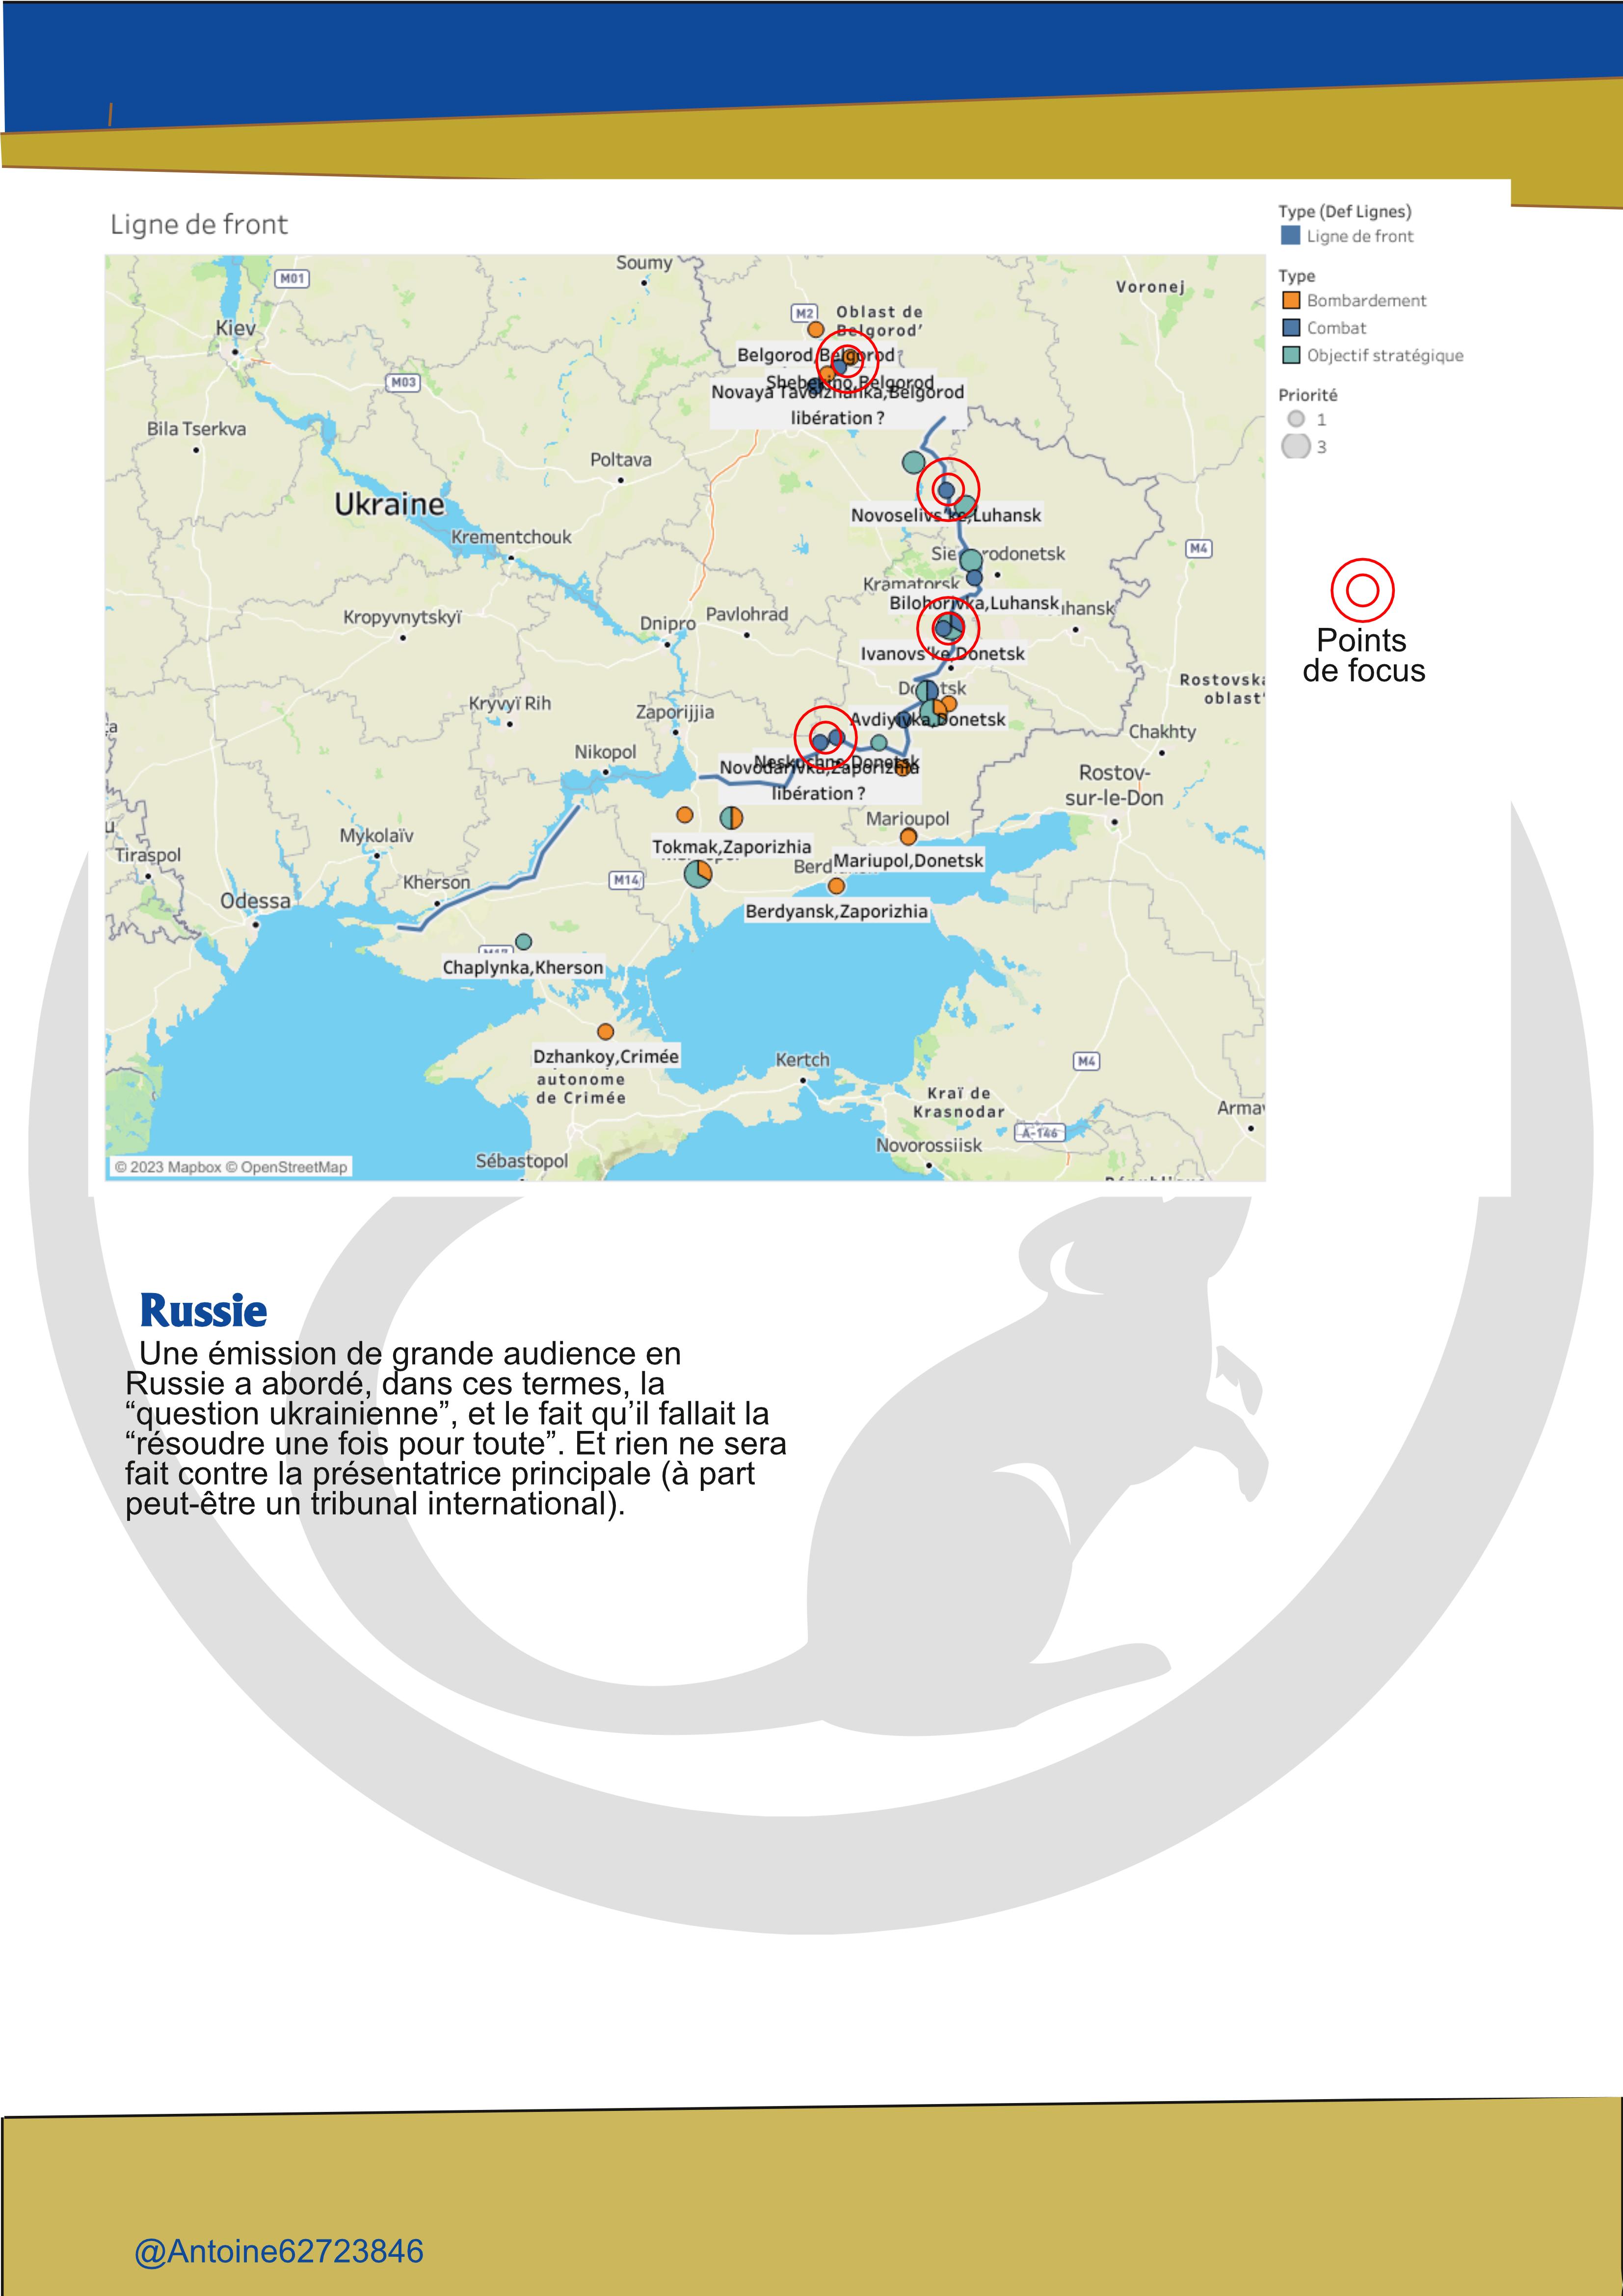 Ligne de front
Type (Def Lignes)
Ligne de front
Type
Bombardement
Combat
Objectif stratégique
Priorité
1
3
Points
de focus
M01
Soumy
Voronej
Kiev
M2
Oblast de
Belgorod'
Belgorod,Belgorod
Shebekino,Belgorod
Novaya Tavolzhanka,Belgorod
libération ?
M03
Bila Tserkva
Poltava
Ukraine
Novoselivs'ke,Luhansk
Krementchouk
M4
Kramatorsk
Bilohorivka,Luhansk
Kropyvnytskyï
Dnipro
Pavlohrad
Ivanovs'ke,Donetsk
Rostovska
oblast'
Kryvyï Rih
Zaporijjia
Avdiyivka,Donetsk
Chakhty
Nikopol
Neskuchne,Donetsk
Novodarivka,Zaporizhia
libération ?
Rostov-
sur-le-Don
Marioupol
Mykolaïv
Tokmak,Zaporizhia
Tiraspol
Mariupol,Donetsk
Kherson
M14
Odessa
Berdyansk,Zaporizhia
Chaplynka,Kherson
Dzhankoy,Crimée
autonome
de Crimée
Kertch
M4
Kraï de
Krasnodar
A-146
Novorossiisk
Sébastopol
© 2023 Mapbox © OpenStreetMap
Russie
Une émission de grande audience en
Russie a abordé, dans ces termes, la
“question ukrainienne”, et le fait qu’il fallait la
“résoudre une fois pour toute”. Et rien ne sera
fait contre la présentatrice principale (à part
peut-être un tribunal international).
@Antoine62723846